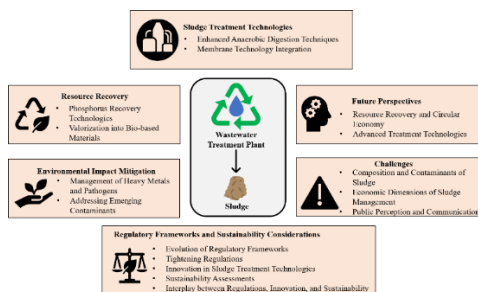 Sludge Treatment Technologies
• Enhanced Anaerobic Digestion Techniques
• Membrane Technology Integration
Resource Recovery
• Phosphorus Recovery
Technologies
• Valorization into Bio-based
Materials
Environmental Impact Mitigation
• Management of Heavy Metals
and Pathogens
• Addressing Emerging
Contaminants
Wastewater
Treatment Plant
Sludge
Future Perspectives
• Resource Recovery and Circular
Economy
• Advanced Treatment Technologies
Challenges
• Composition and Contaminants of
Sludge
• Economic Dimensions of Sludge
Management
• Public Perception and Communication
Regulatory Frameworks and Sustainability Considerations
• Evolution of Regulatory Frameworks
• Tightening Regulations
• Innovation in Sludge Treatment Technologies
• Sustainability Assessments
• Interplay between Regulations, Innovation, and Sustainability